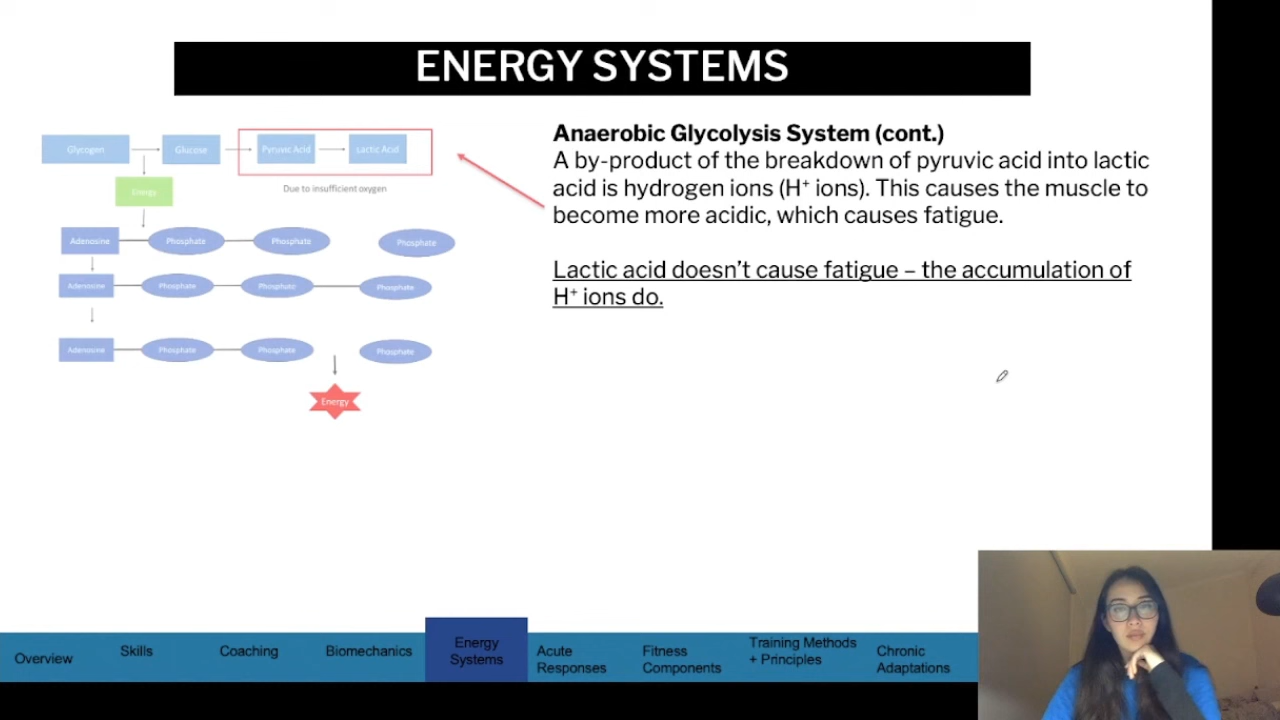 ENERGY SYSTEMS
Glycogen
Glucose
Pyruvic Acid
Lactic Acid
Due to insufficient oxygen
Energy
Adenosine
Phosphate
Phosphate
Phosphate
Adenosine
Phosphate
Phosphate
Phosphate
Adenosine
Phosphate
Phosphate
Phosphate
Energy
Anaerobic Glycolysis System (cont.)
A by-product of the breakdown of pyruvic acid into lactic
acid is hydrogen ions (H⁺ ions). This causes the muscle to
become more acidic, which causes fatigue.
Lactic acid doesn’t cause fatigue – the accumulation of
H⁺ ions do.
Overview
Skills
Coaching
Biomechanics
Energy
Systems
Acute
Responses
Fitness
Components
Training Methods
+ Principles
Chronic
Adaptations